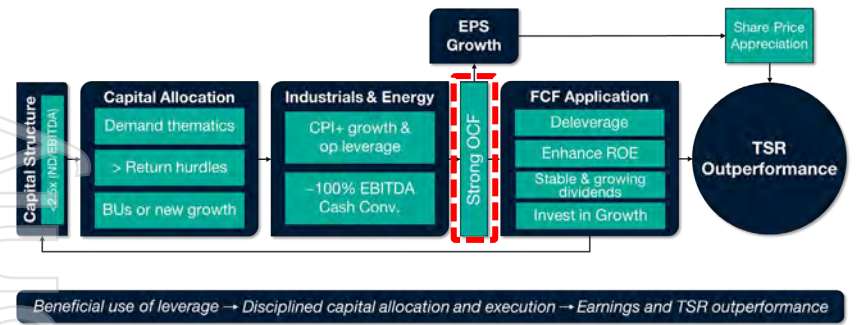 EPS
Growth
Share Price
Appreciation
Capital Structure
<2.5x (ND/EBITDA)
Capital Allocation
Demand thematics
> Return hurdles
BUs or new growth
Industrials & Energy
CPI+ growth &
op leverage
~100% EBITDA
Cash Conv.
Strong OCF
FCF Application
Deleverage
Enhance ROE
Stable & growing
dividends
Invest in Growth
TSR
Outperformance
Beneficial use of leverage → Disciplined capital allocation and execution → Earnings and TSR outperformance